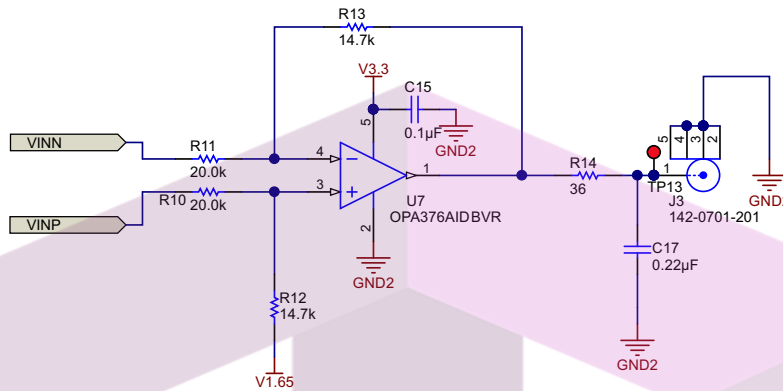 R13
14.7k
V3.3
C15
5
0.1µF
GND2
VINN
R11
20.0k
4
3
1
R10
20.0k
VINP
U7
OPA376AIDBVR
2
GND2
R12
14.7k
V1.65
R14
36
5
4
3
2
1
TP13
J3
142-0701-201
GND2
C17
0.22µF
GND2